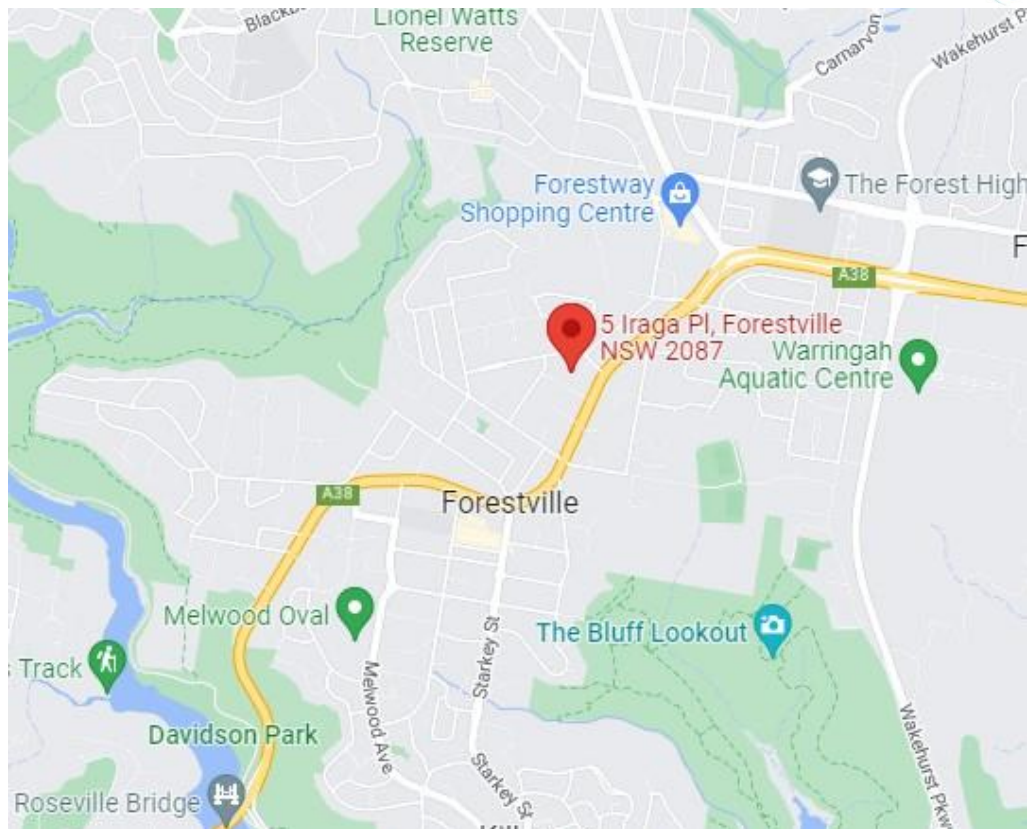 Lionel Watts
Reserve
Carnarvon
Wakehurst P
Forestway
Shopping Centre
The Forest High
F
A38
5 Iraga Pl, Forestville
NSW 2087
Warringah
Aquatic Centre
A38
Forestville
Melwood Oval
The Bluff Lookout
s Track
Starkey St
Melwood Ave
Davidson Park
Wakehurst Pkw
Starkey St
Roseville Bridge